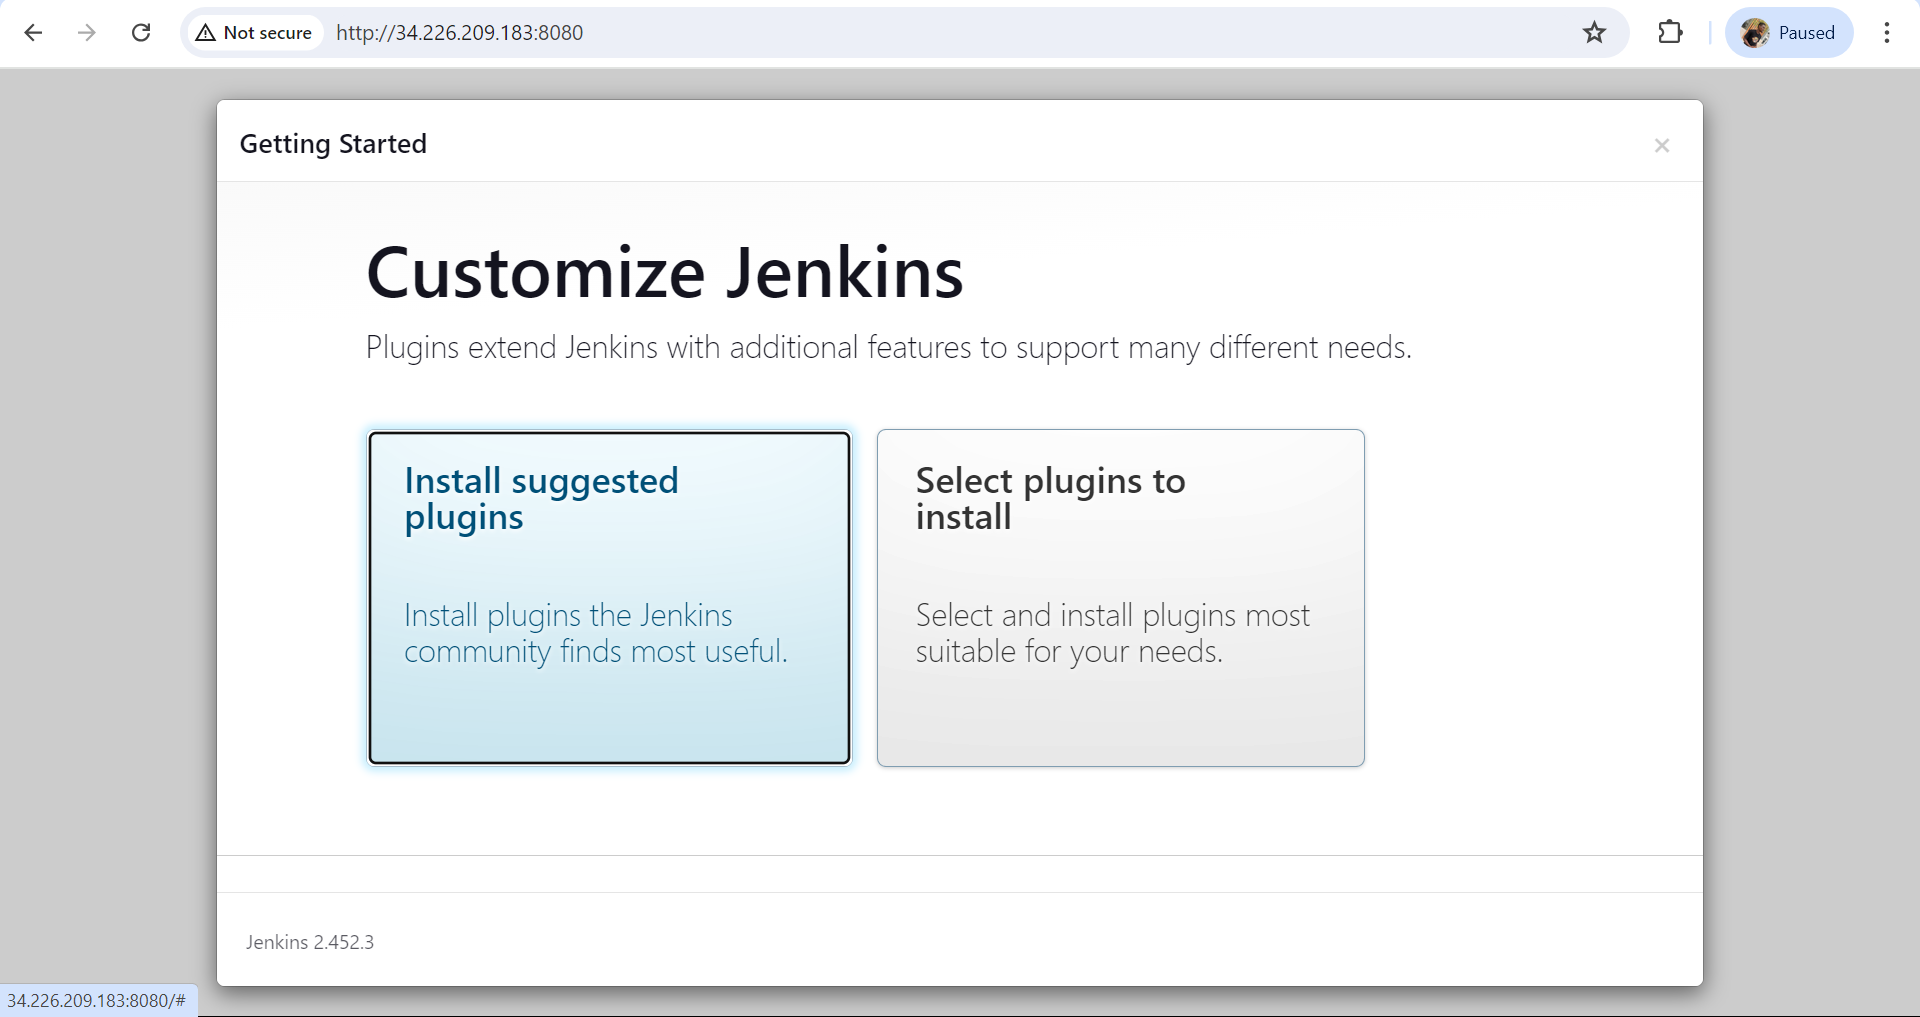 Not secure
http://34.226.209.183:8080
Paused
Getting Started
×
Customize Jenkins
Plugins extend Jenkins with additional features to support many different needs.
Install suggested
plugins
Install plugins the Jenkins
community finds most useful.
Select plugins to
install
Select and install plugins most
suitable for your needs.
Jenkins 2.452.3
34.226.209.183:8080/#